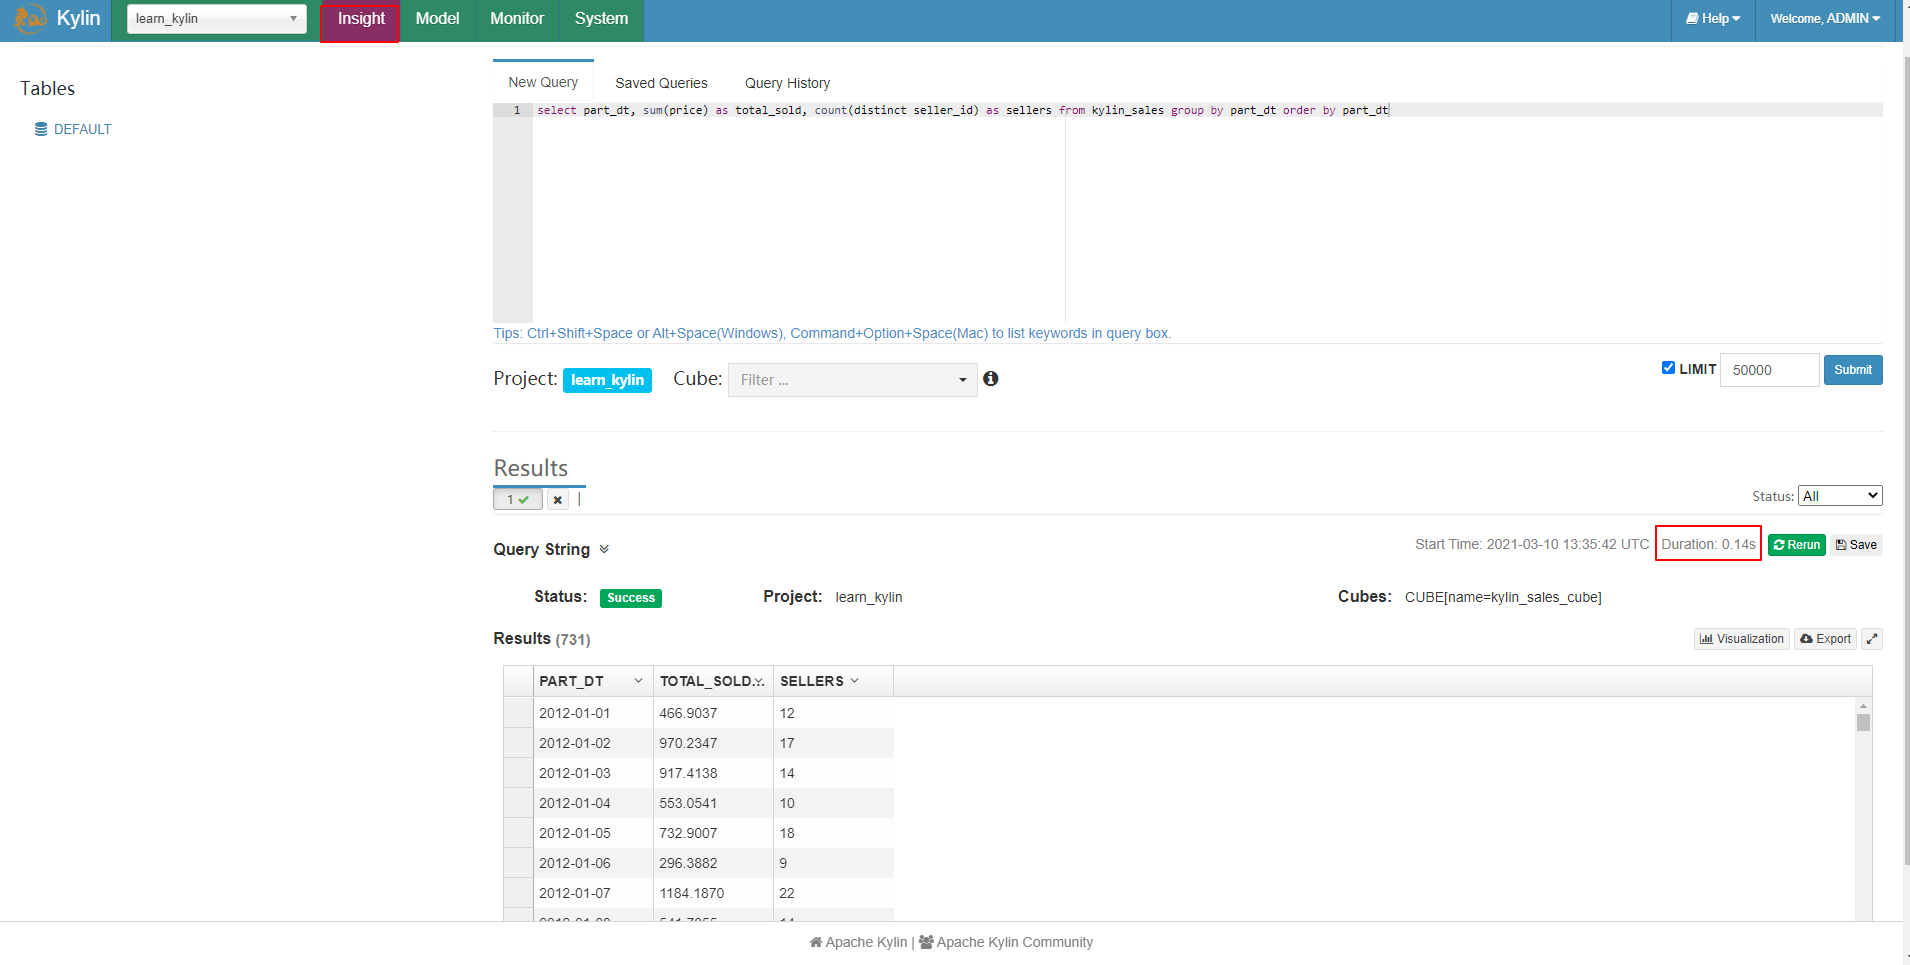 Kylin learn_kylin Insight Model Monitor System Help Welcome, ADMIN
Tables
DEFAULT
New Query Saved Queries Query History
1 select part_dt, sum(price) as total_sold, count(distinct seller_id) as sellers from kylin_sales group by part_dt order by part_dt
Tips: Ctrl+Shift+Space or Alt+Space(Windows), Command+Option+Space(Mac) to list keywords in query box.
Project: learn_kylin Cube: Filter ... LIMIT 50000 Submit
Results
1
Status: All
Query String Start Time: 2021-03-10 13:35:42 UTC Duration: 0.14s Rerun Save
Status: Success Project: learn_kylin Cubes: CUBE[name=kylin_sales_cube]
Results (731) Visualization Export
PART_DT TOTAL_SOLD... SELLERS
2012-01-01 466.9037 12
2012-01-02 970.2347 17
2012-01-03 917.4138 14
2012-01-04 553.0541 10
2012-01-05 732.9007 18
2012-01-06 296.3882 9
2012-01-07 1184.1870 22
Apache Kylin | Apache Kylin Community